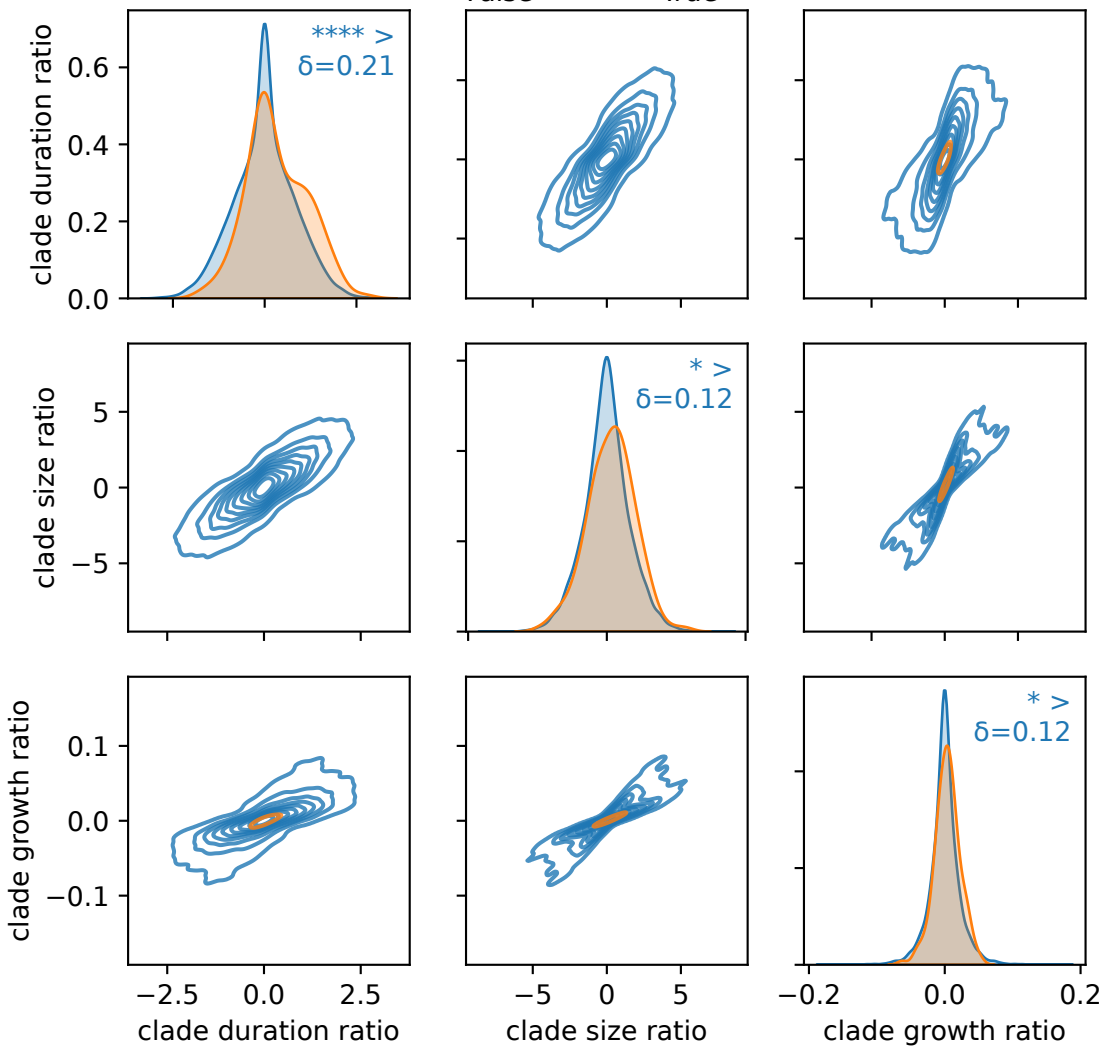 **** >
δ=0.21
clade duration ratio
0.6
0.4
0.2
0.0
* >
δ=0.12
clade size ratio
5
0
−5
* >
δ=0.12
clade growth ratio
0.1
0.0
−0.1
−2.5 0.0 2.5
clade duration ratio
−5 0 5
clade size ratio
−0.2 0.0 0.2
clade growth ratio